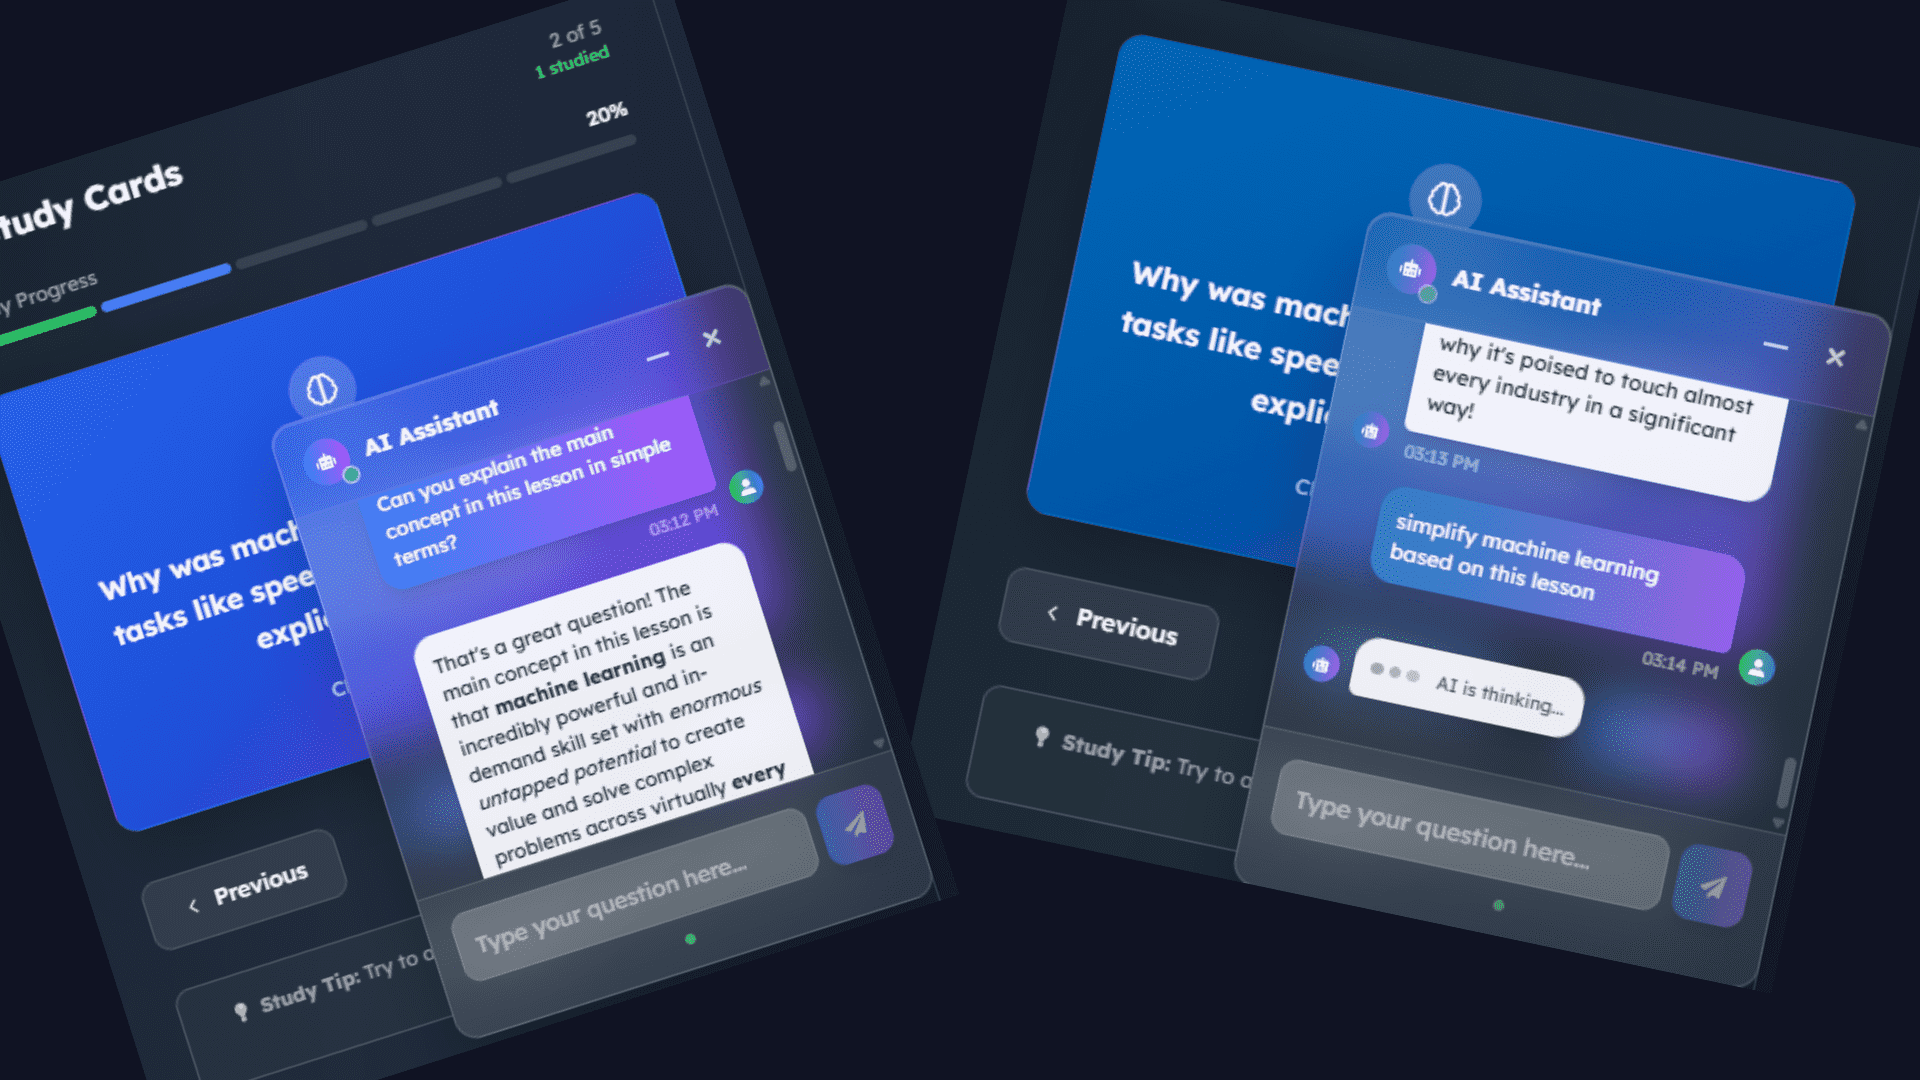 2 of 5
1 studied
20%
tudy Cards
y Progress
Why was mach
tasks like spee
explic
AI Assistant
Can you explain the main
concept in this lesson in simple
terms?
03:12 PM
That's a great question! The
main concept in this lesson is
that machine learning is an
incredibly powerful and in-
demand skill set with enormous
untapped potential to create
value and solve complex
problems across virtually every
Type your question here...
Previous
Study Tip: Try to
Why was mach
tasks like spee
explic
AI Assistant
why it's poised to touch almost
every industry in a significant
way!
03:13 PM
simplify machine learning
based on this lesson
03:14 PM
AI is thinking...
Type your question here...
Previous
Study Tip: Try to